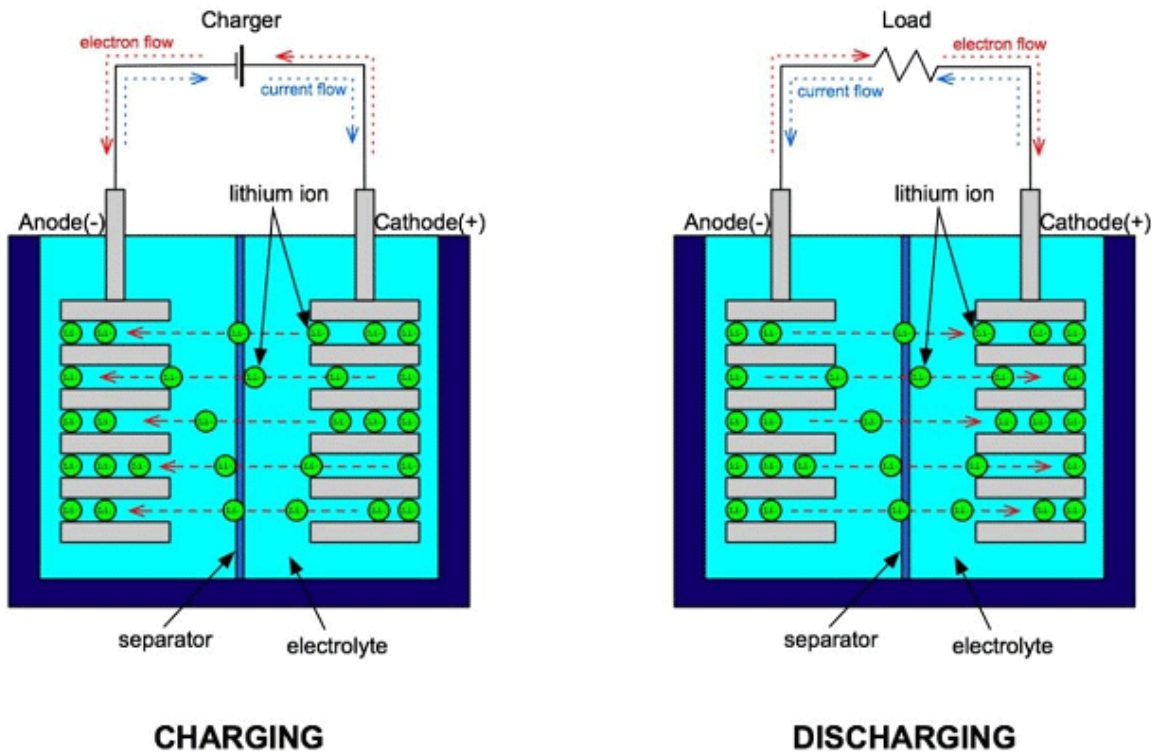 Charger
electron flow
current flow
lithium ion
Anode(-)
Cathode(+)
separator
electrolyte
CHARGING
Load
electron flow
current flow
lithium ion
Anode(-)
Cathode(+)
separator
electrolyte
DISCHARGING